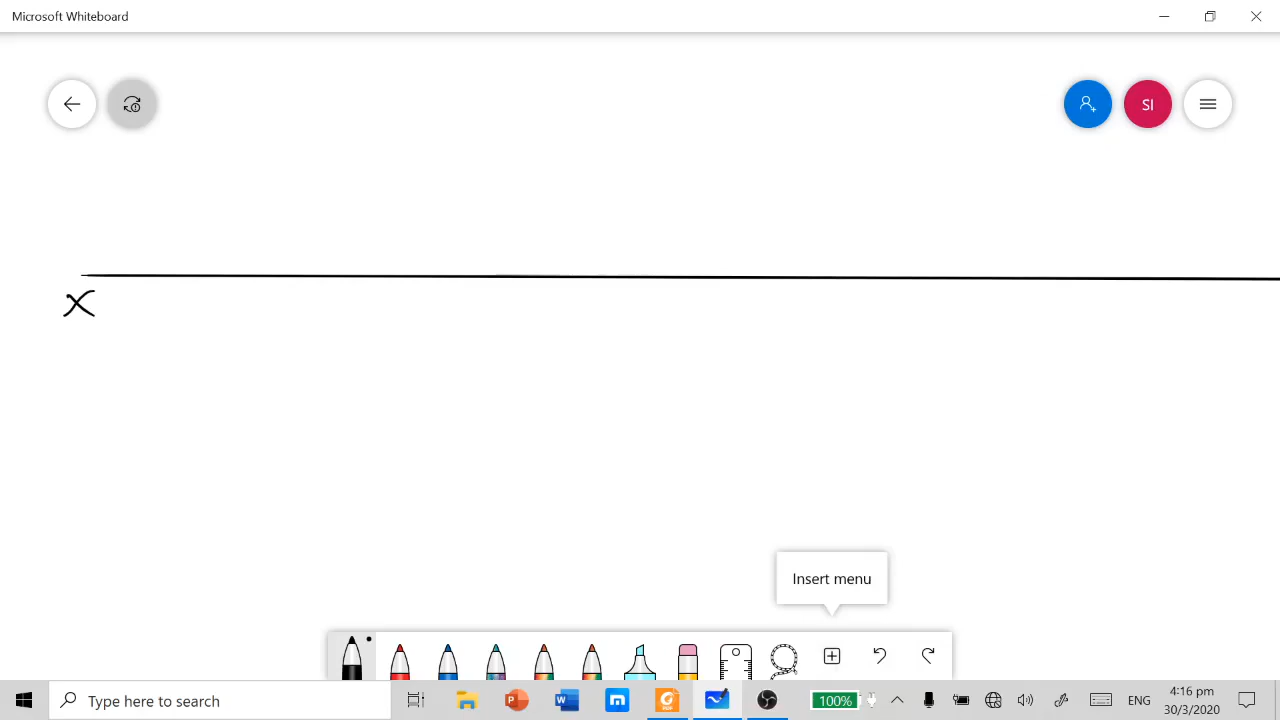 Microsoft Whiteboard
SI
x
Insert menu
Type here to search
100%
ENG
4:16 pm
30/3/2020